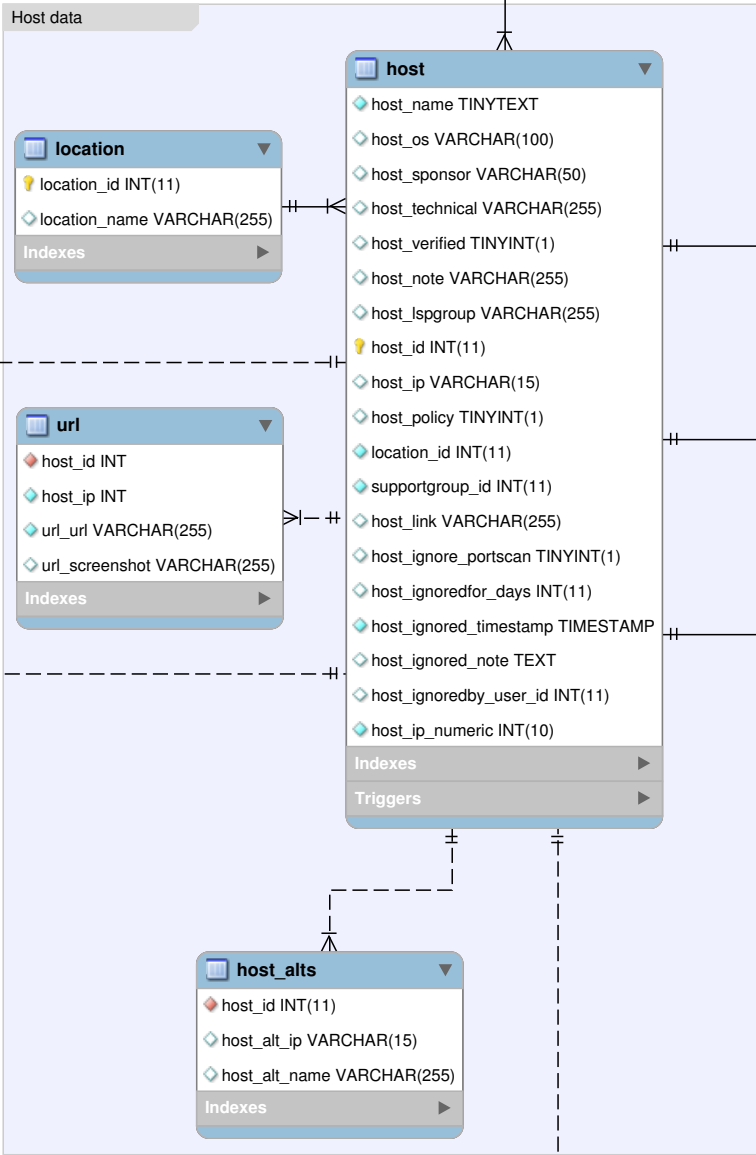 Host data
host
host_name TINYTEXT
host_os VARCHAR(100)
host_sponsor VARCHAR(50)
host_technical VARCHAR(255)
host_verified TINYINT(1)
host_note VARCHAR(255)
host_lspgroup VARCHAR(255)
host_id INT(11)
host_ip VARCHAR(15)
host_policy TINYINT(1)
location_id INT(11)
supportgroup_id INT(11)
host_link VARCHAR(255)
host_ignore_portscan TINYINT(1)
host_ignoredfor_days INT(11)
host_ignored_timestamp TIMESTAMP
host_ignored_note TEXT
host_ignoredby_user_id INT(11)
host_ip_numeric INT(10)
Indexes
Triggers
location
location_id INT(11)
location_name VARCHAR(255)
Indexes
url
host_id INT
host_ip INT
url_url VARCHAR(255)
url_screenshot VARCHAR(255)
Indexes
host_alts
host_id INT(11)
host_alt_ip VARCHAR(15)
host_alt_name VARCHAR(255)
Indexes